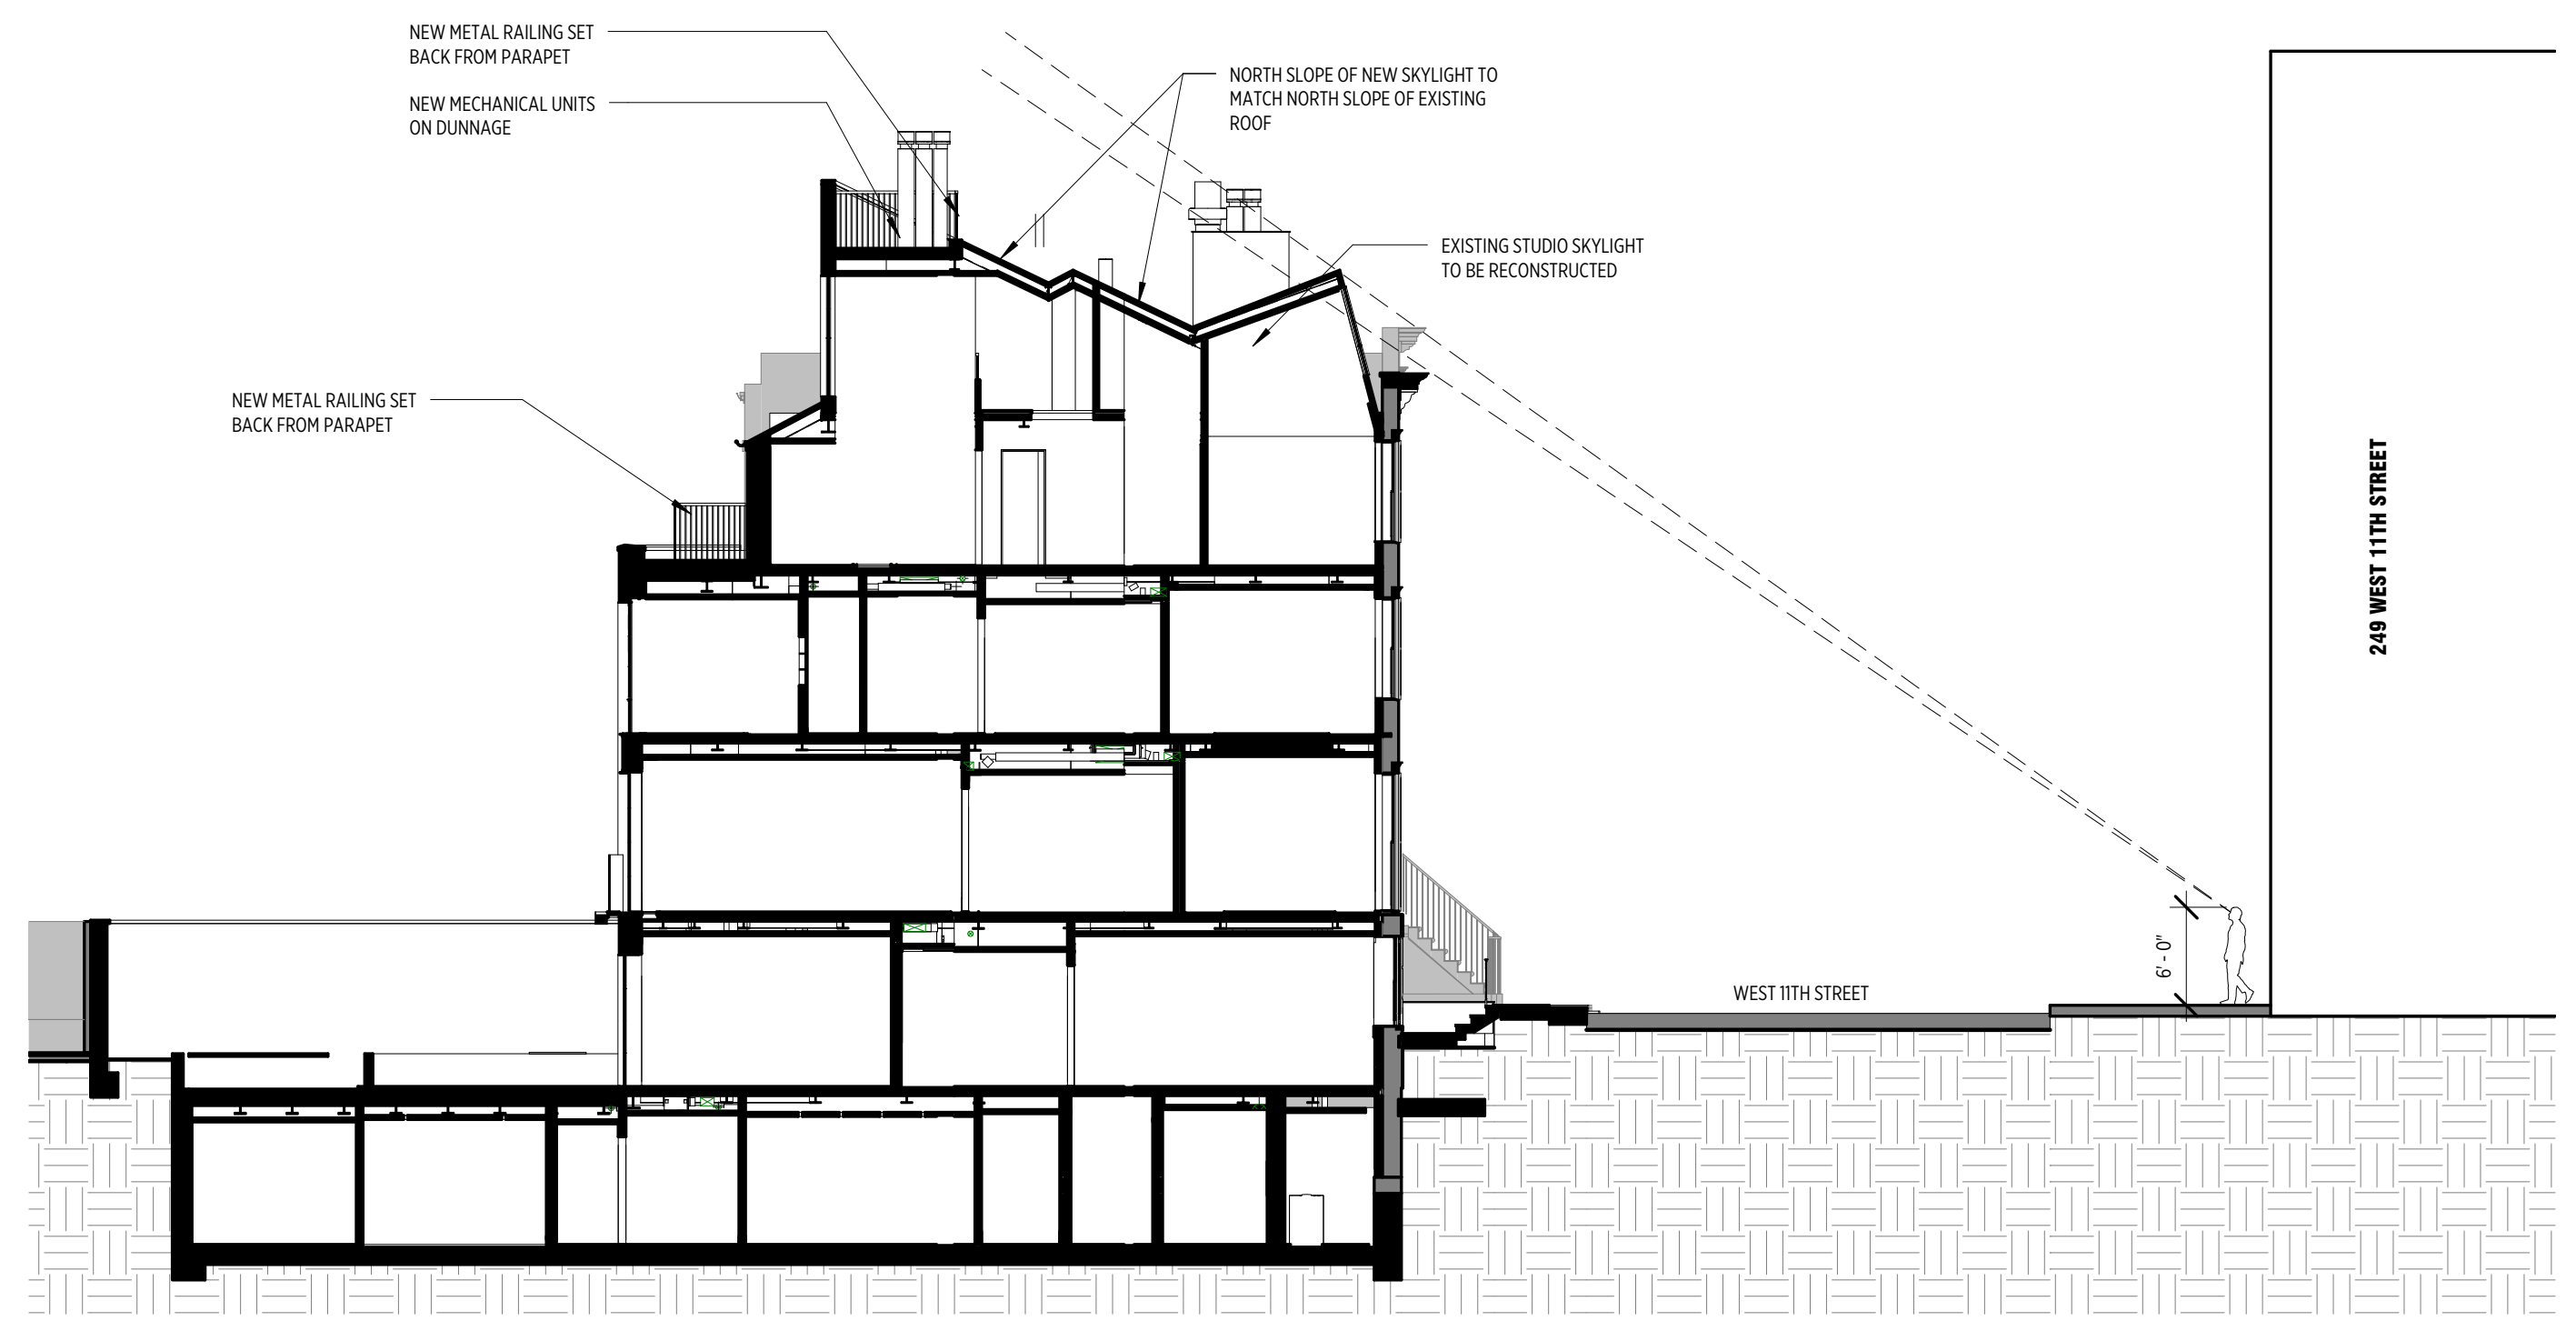 NEW METAL RAILING SET
BACK FROM PARAPET
NEW MECHANICAL UNITS
ON DUNNAGE
NORTH SLOPE OF NEW SKYLIGHT TO
MATCH NORTH SLOPE OF EXISTING
ROOF
EXISTING STUDIO SKYLIGHT
TO BE RECONSTRUCTED
NEW METAL RAILING SET
BACK FROM PARAPET
249 WEST 11TH STREET
6' - 0"
WEST 11TH STREET